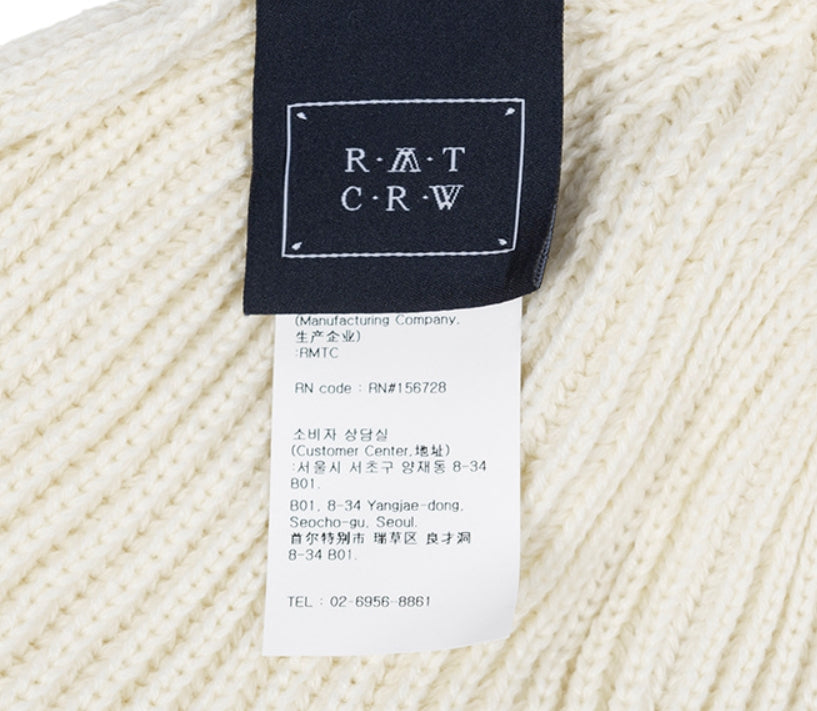 R·M·T
C·R·W
(Manufacturing Company,
生产企业)
:RMTC
RN code : RN#156728
소비자 상담실
(Customer Center,地址)
:서울시 서초구 양재동 8-34
B01.
B01, 8-34 Yangjae-dong,
Seocho-gu, Seoul.
首尔特别市 瑞草区 良才洞
8-34 B01.
TEL : 02-6956-8861